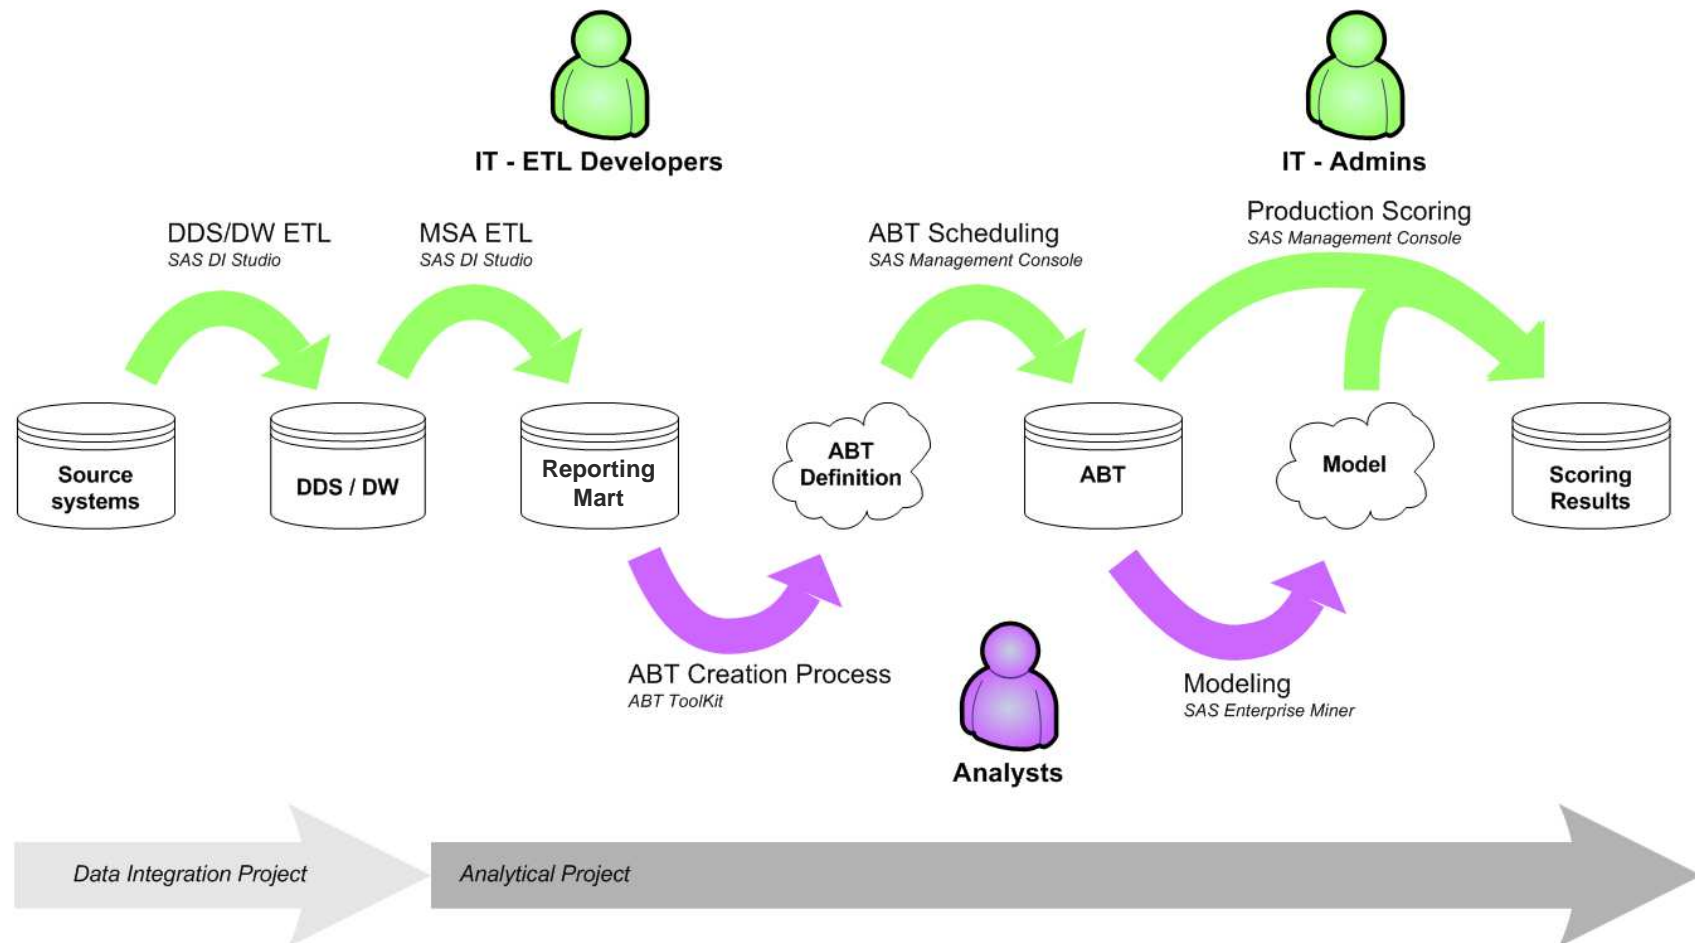 IT - ETL Developers
IT - Admins
DDS/DW ETL
SAS DI Studio
MSA ETL
SAS DI Studio
ABT Scheduling
SAS Management Console
Production Scoring
SAS Management Console
Source
systems
DDS / DW
Reporting
Mart
ABT
Definition
ABT
Model
Scoring
Results
ABT Creation Process
ABT ToolKit
Modeling
SAS Enterprise Miner
Analysts
Data Integration Project
Analytical Project